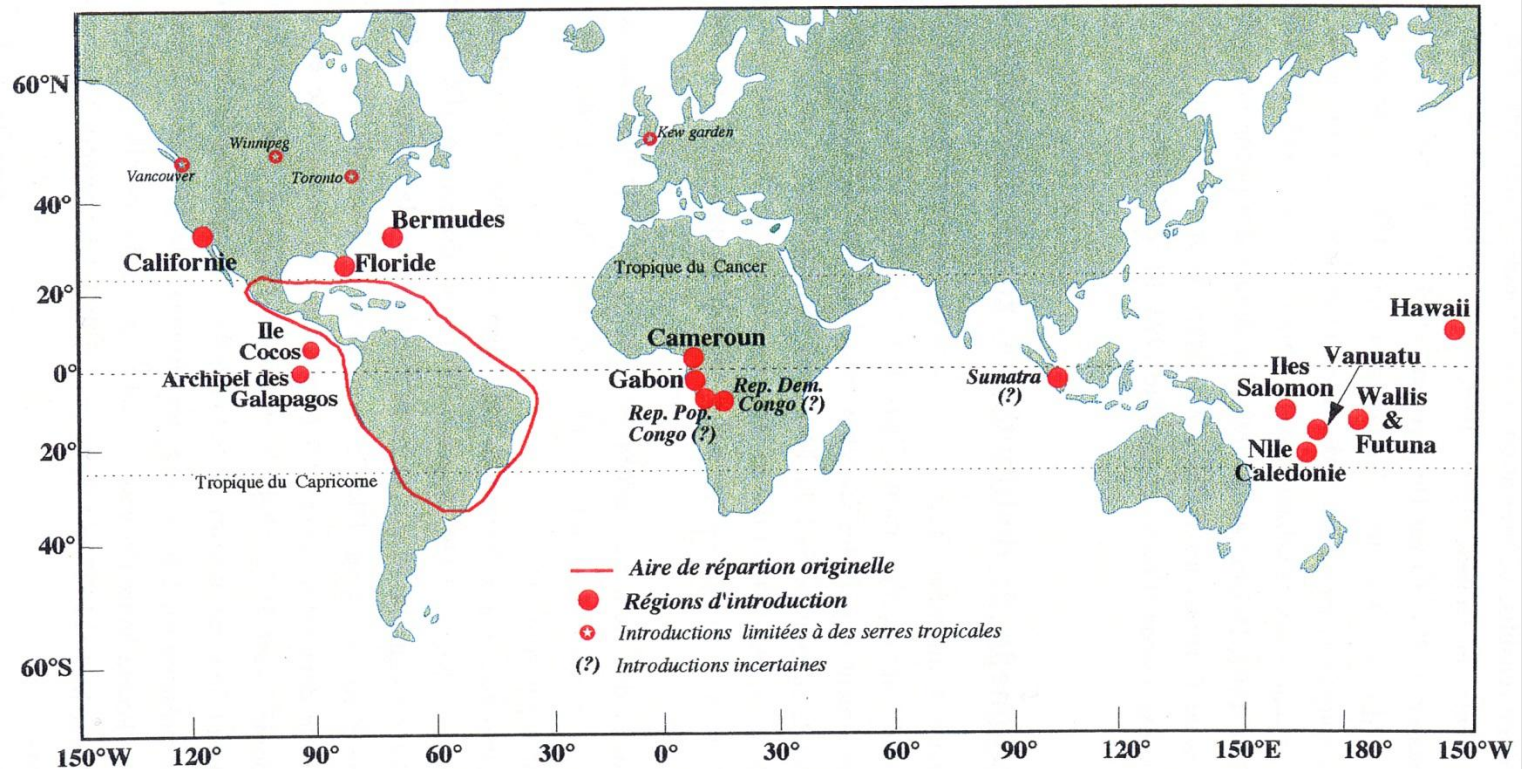 60°N
40°
20°
0°
20°
40°
60°S
Winnipeg
Vancouver
Toronto
Kew garden
Bermudes
Californie
Floride
Tropique du Cancer
Ile
Cocos
Archipel des
Galapagos
Cameroun
Gabon
Rep. Dem.
Congo (?)
Rep. Pop.
Congo (?)
Sumatra
(?)
Hawaii
Vanuatu
Iles
Salomon
Wallis
&
Futuna
Nlle
Caledonie
Tropique du Capricorne
Aire de répartion originelle
Régions d'introduction
Introductions limitées à des serres tropicales
(?) Introductions incertaines
150°W 120° 90° 60° 30° 0° 30° 60° 90° 120° 150°E 180° 150°W